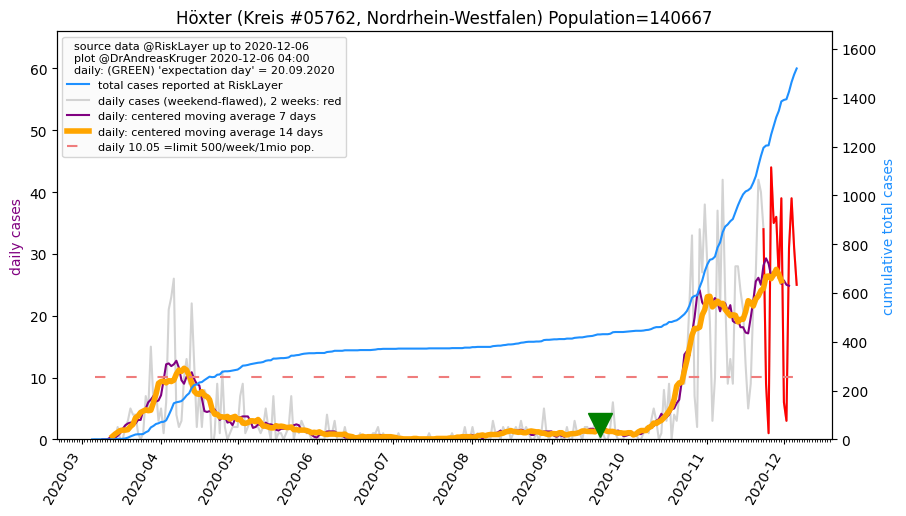 Höxter (Kreis #05762, Nordrhein-Westfalen) Population=140667
source data @RiskLayer up to 2020-12-06
plot @DrAndreasKruger 2020-12-06 04:00
daily: (GREEN) 'expectation day' = 20.09.2020
total cases reported at RiskLayer
daily cases (weekend-flawed), 2 weeks: red
daily: centered moving average 7 days
daily: centered moving average 14 days
daily 10.05 =limit 500/week/1mio pop.
daily cases
60
50
40
30
20
10
0
1600
1400
1200
1000
800
600
400
200
0
cumulative total cases
2020-03
2020-04
2020-05
2020-06
2020-07
2020-08
2020-09
2020-10
2020-11
2020-12